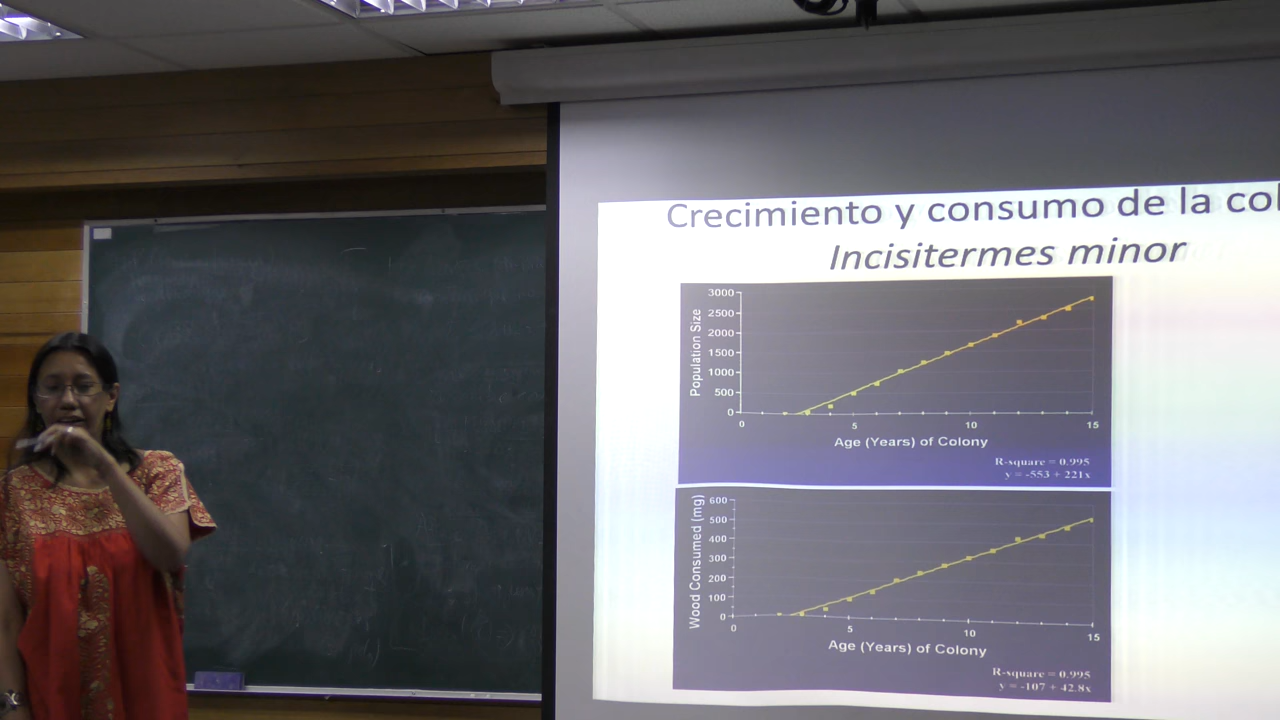 Crecimiento y consumo de la col
Incisitermes minor
Population Size
3000
2500
2000
1500
1000
500
0
0 5 10 15
Age (Years) of Colony
R-square = 0.995
y = -553 + 221x
Wood Consumed (mg)
600
500
400
300
200
100
0
0 5 10 15
Age (Years) of Colony
R-square = 0.995
y = -107 + 42.8x